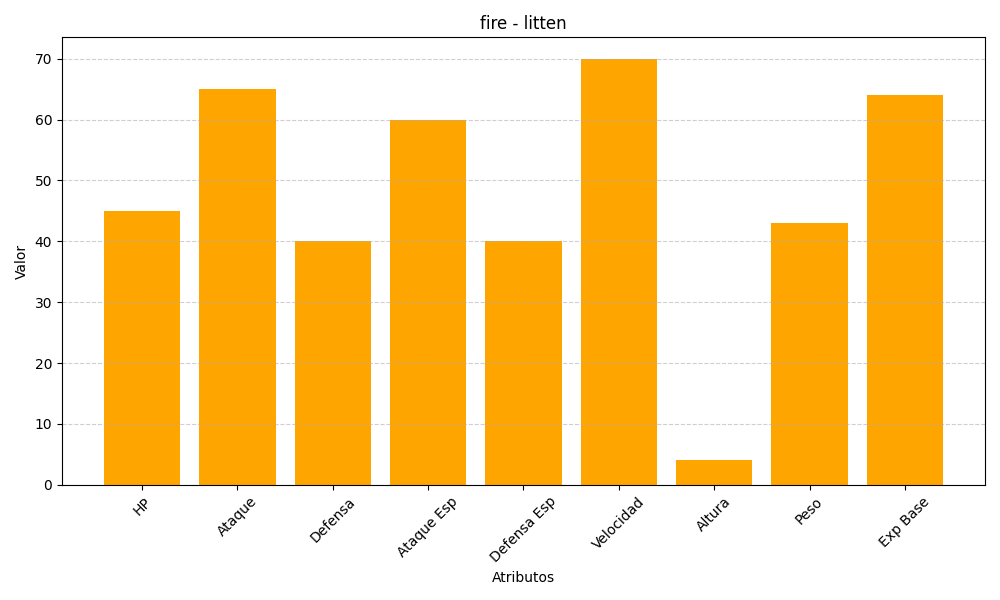 fire - litten
Valor
70
60
50
40
30
20
10
0
HP
Ataque
Defensa
Ataque Esp
Defensa Esp
Velocidad
Altura
Peso
Exp Base
Atributos